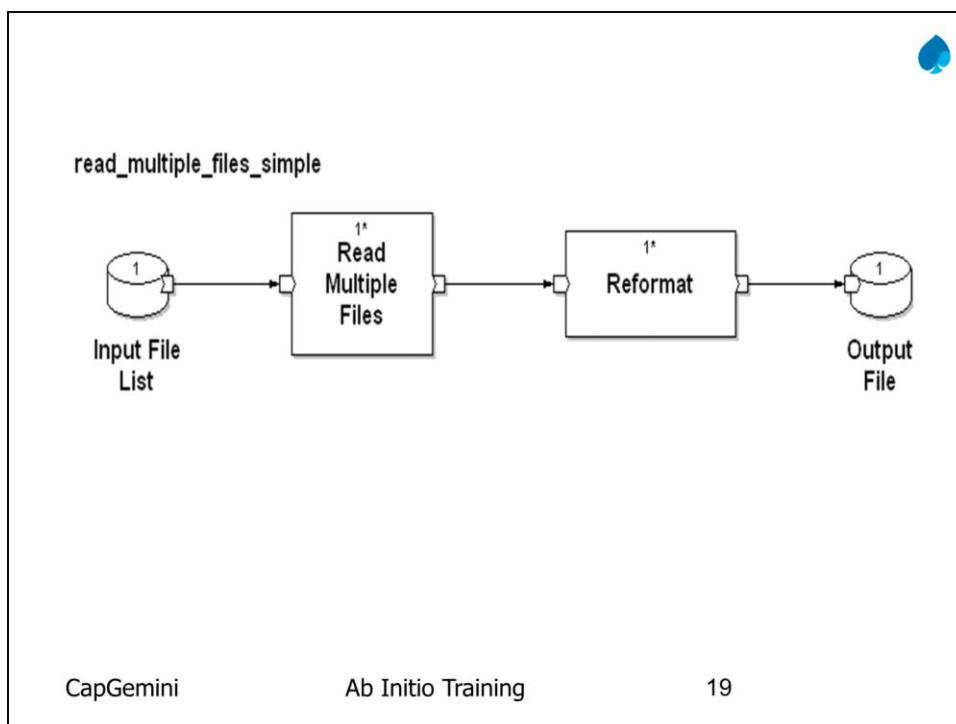 read_multiple_files_simple
1
Input File
List
1*
Read
Multiple
Files
1*
Reformat
1
Output
File
CapGemini Ab Initio Training 19